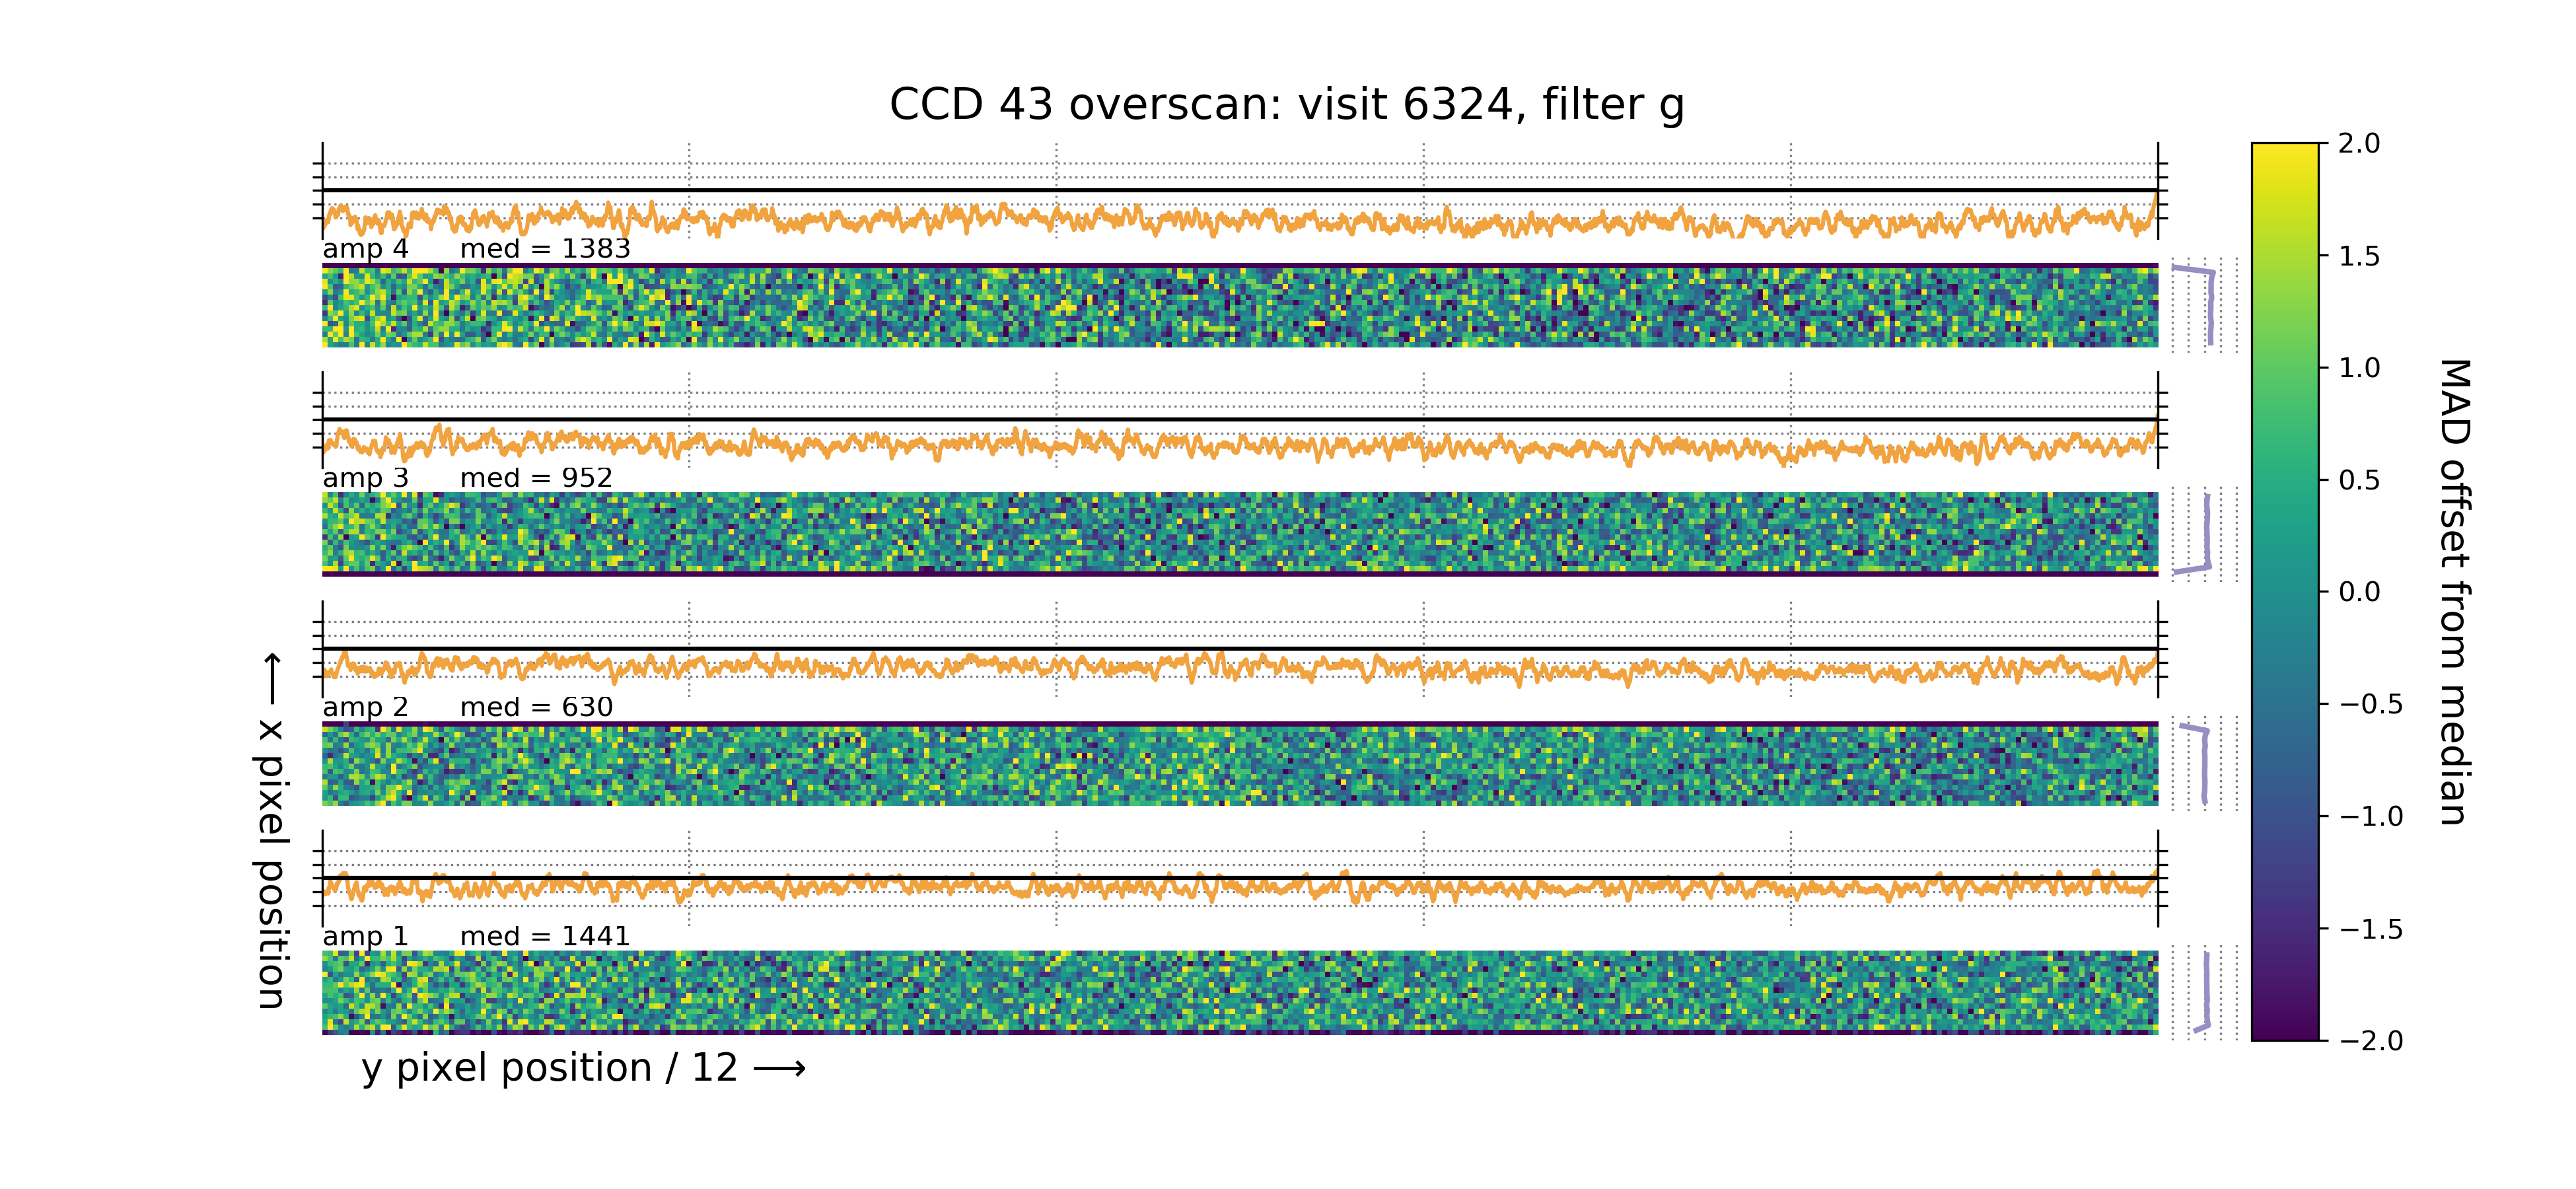 CCD 43 overscan: visit 6324, filter g
amp 4 med = 1383
amp 3 med = 952
amp 2 med = 630
amp 1 med = 1441
⟵ x pixel position
y pixel position / 12 ⟶
2.0
1.5
1.0
0.5
0.0
−0.5
−1.0
−1.5
−2.0
MAD offset from median